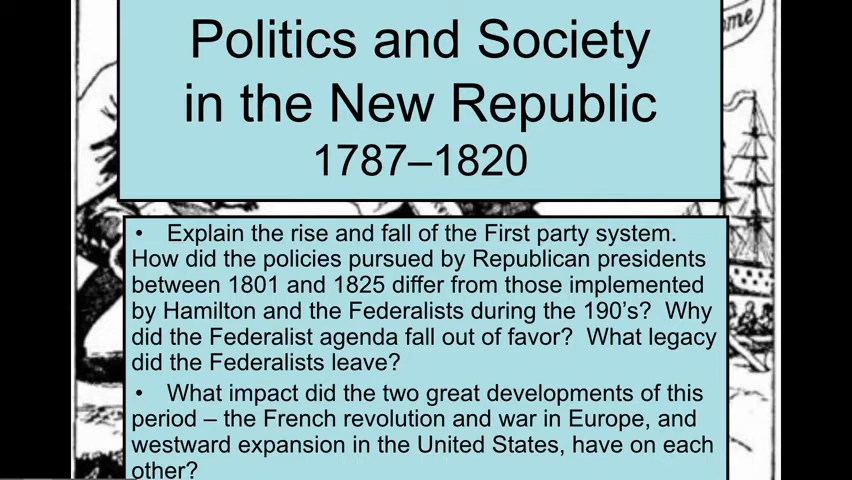 Politics and Society
in the New Republic
1787–1820
ome
• Explain the rise and fall of the First party system.
How did the policies pursued by Republican presidents
between 1801 and 1825 differ from those implemented
by Hamilton and the Federalists during the 190’s? Why
did the Federalist agenda fall out of favor? What legacy
did the Federalists leave?
• What impact did the two great developments of this
period – the French revolution and war in Europe, and
westward expansion in the United States, have on each
other?